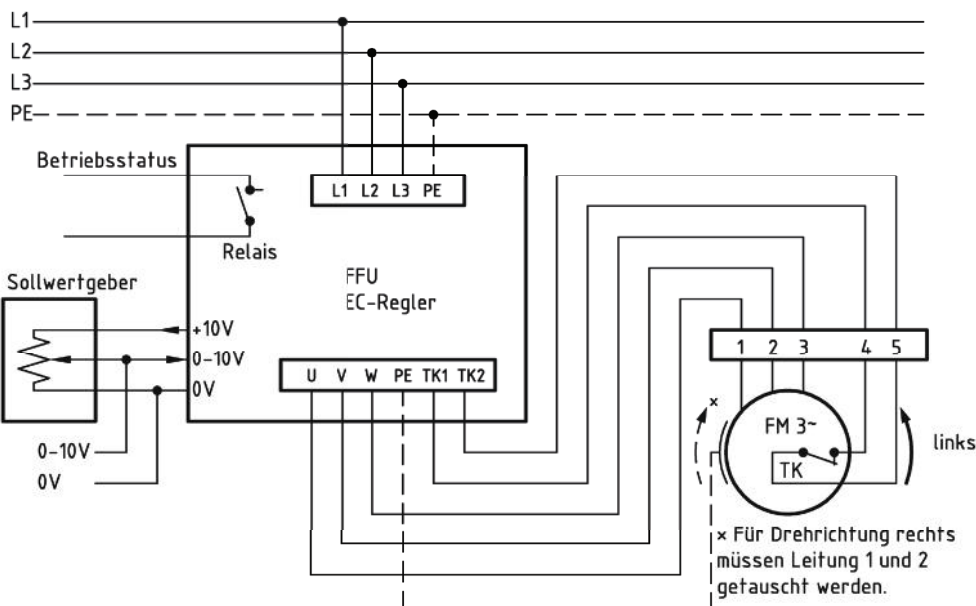 L1
L2
L3
PE
Betriebsstatus
L1 L2 L3 PE
Relais
Sollwertgeber
FFU
EC-Regler
+10V
0-10V
0V
U V W PE TK1 TK2
1 2 3 4 5
×
FM 3~
TK
links
0-10V
0V
× Für Drehrichtung rechts
müssen Leitung 1 und 2
getauscht werden.